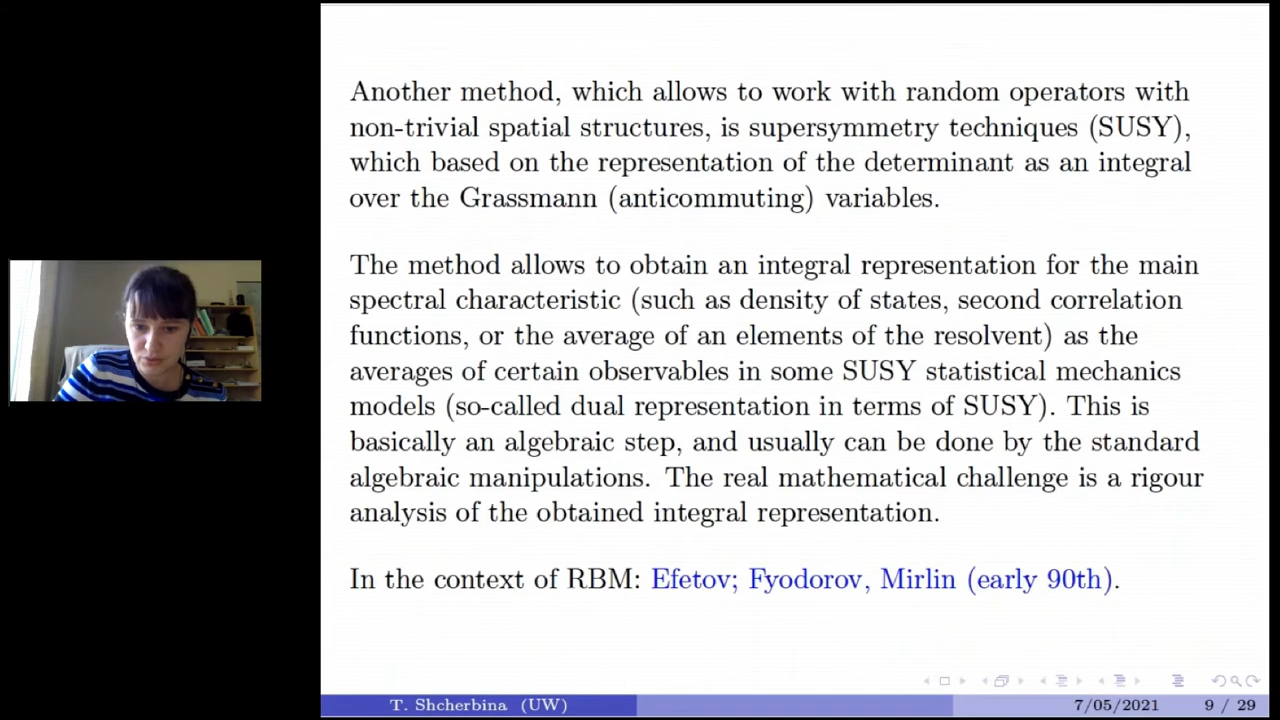 Another method, which allows to work with random operators with
non-trivial spatial structures, is supersymmetry techniques (SUSY),
which based on the representation of the determinant as an integral
over the Grassmann (anticommuting) variables.
The method allows to obtain an integral representation for the main
spectral characteristic (such as density of states, second correlation
functions, or the average of an elements of the resolvent) as the
averages of certain observables in some SUSY statistical mechanics
models (so-called dual representation in terms of SUSY). This is
basically an algebraic step, and usually can be done by the standard
algebraic manipulations. The real mathematical challenge is a rigour
analysis of the obtained integral representation.
In the context of RBM: Efetov; Fyodorov, Mirlin (early 90th).
T. Shcherbina (UW) 7/05/2021 9 / 29